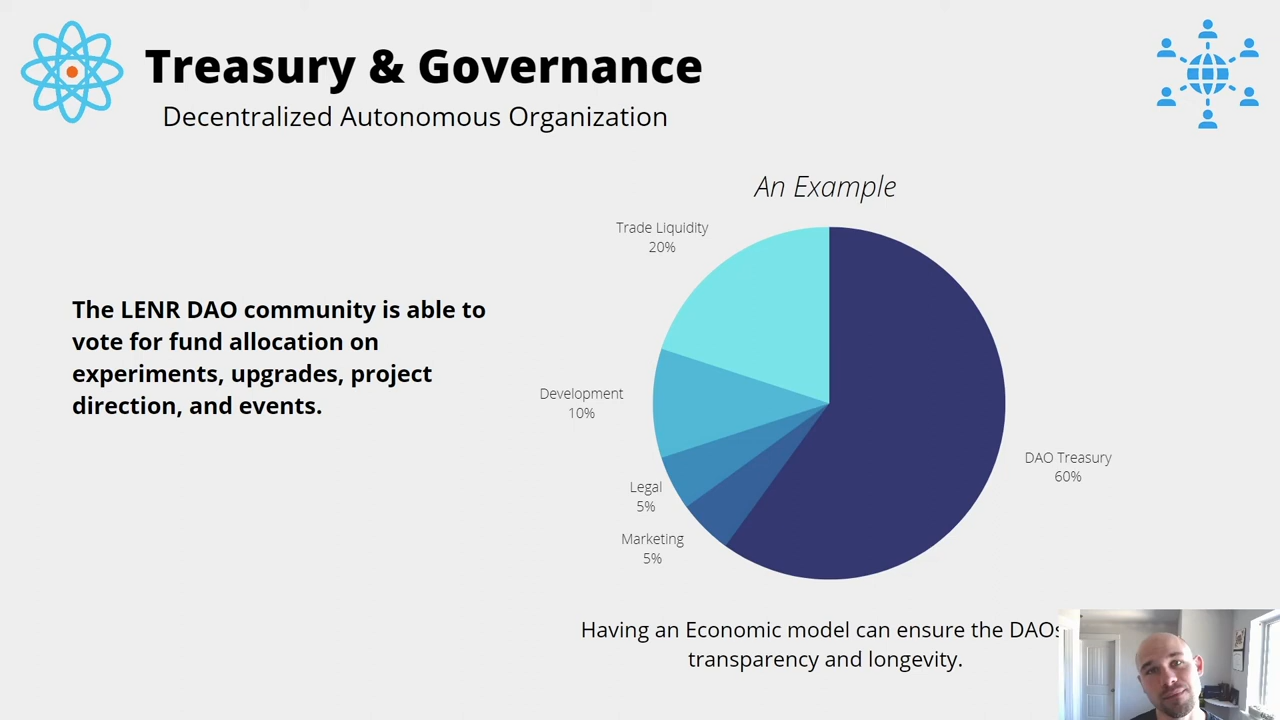 Treasury & Governance
Decentralized Autonomous Organization
An Example
Trade Liquidity
20%
The LENR DAO community is able to
vote for fund allocation on
experiments, upgrades, project
direction, and events.
Development
10%
DAO Treasury
60%
Legal
5%
Marketing
5%
Having an Economic model can ensure the DAOs
transparency and longevity.